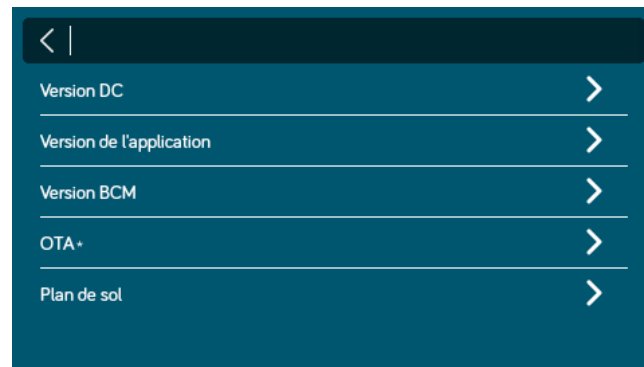 Version DC
Version de l'application
Version BCM
OTA*
Plan de sol